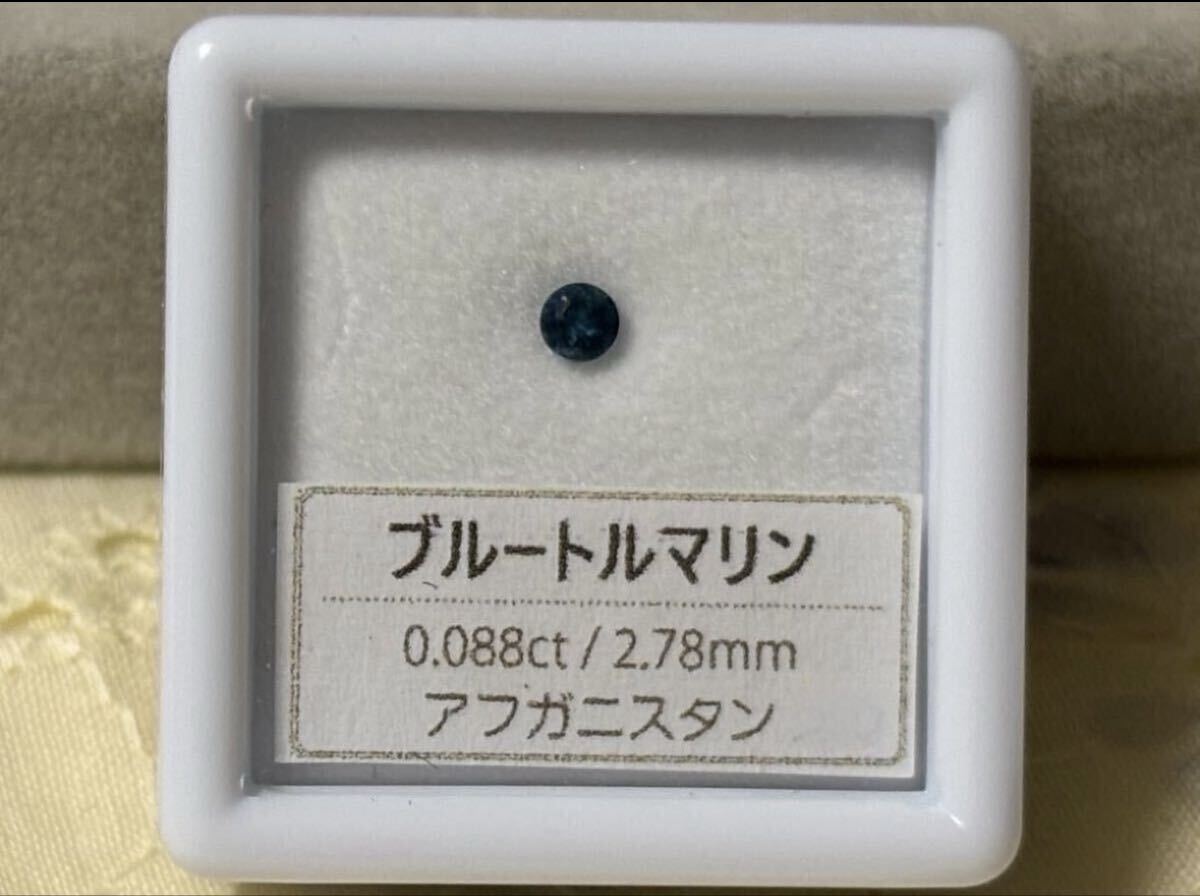 ブルートルマリン
0.088ct / 2.78mm
アフガニスタン